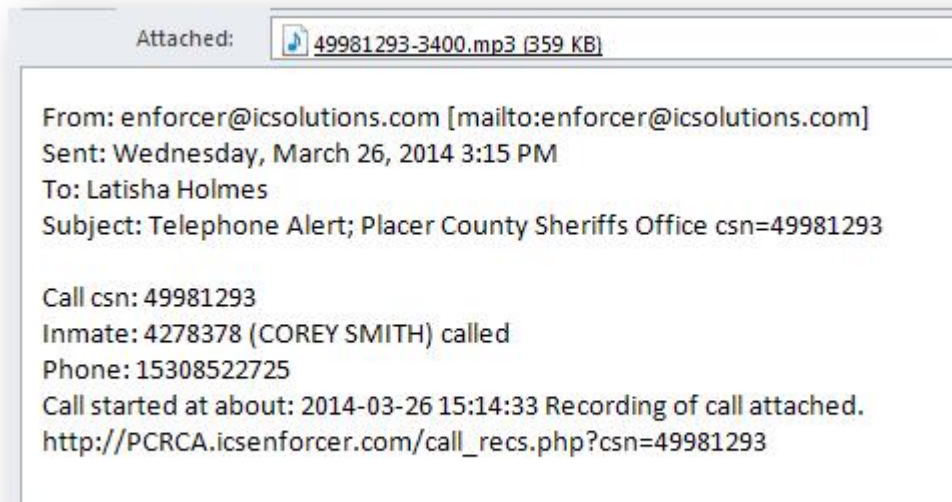 Attached: 49981293-3400.mp3 (359 KB)
From: enforcer@icsolutions.com [mailto:enforcer@icsolutions.com]
Sent: Wednesday, March 26, 2014 3:15 PM
To: Latisha Holmes
Subject: Telephone Alert; Placer County Sheriffs Office csn=49981293
Call csn: 49981293
Inmate: 4278378 (COREY SMITH) called
Phone: 15308522725
Call started at about: 2014-03-26 15:14:33 Recording of call attached.
http://PCRCA.icsenforcer.com/call_recs.php?csn=49981293